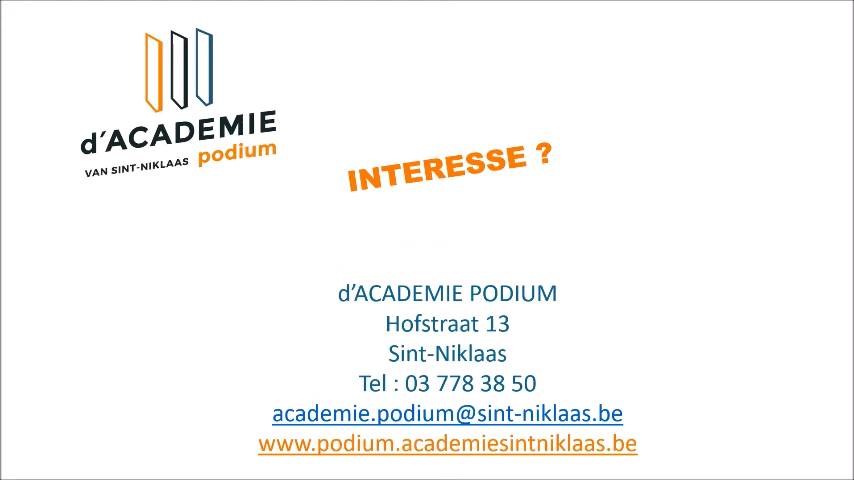 d'ACADEMIE
VAN SINT-NIKLAAS podium
INTERESSE ?
d'ACADEMIE PODIUM
Hofstraat 13
Sint-Niklaas
Tel : 03 778 38 50
academie.podium@sint-niklaas.be
www.podium.academiesintniklaas.be